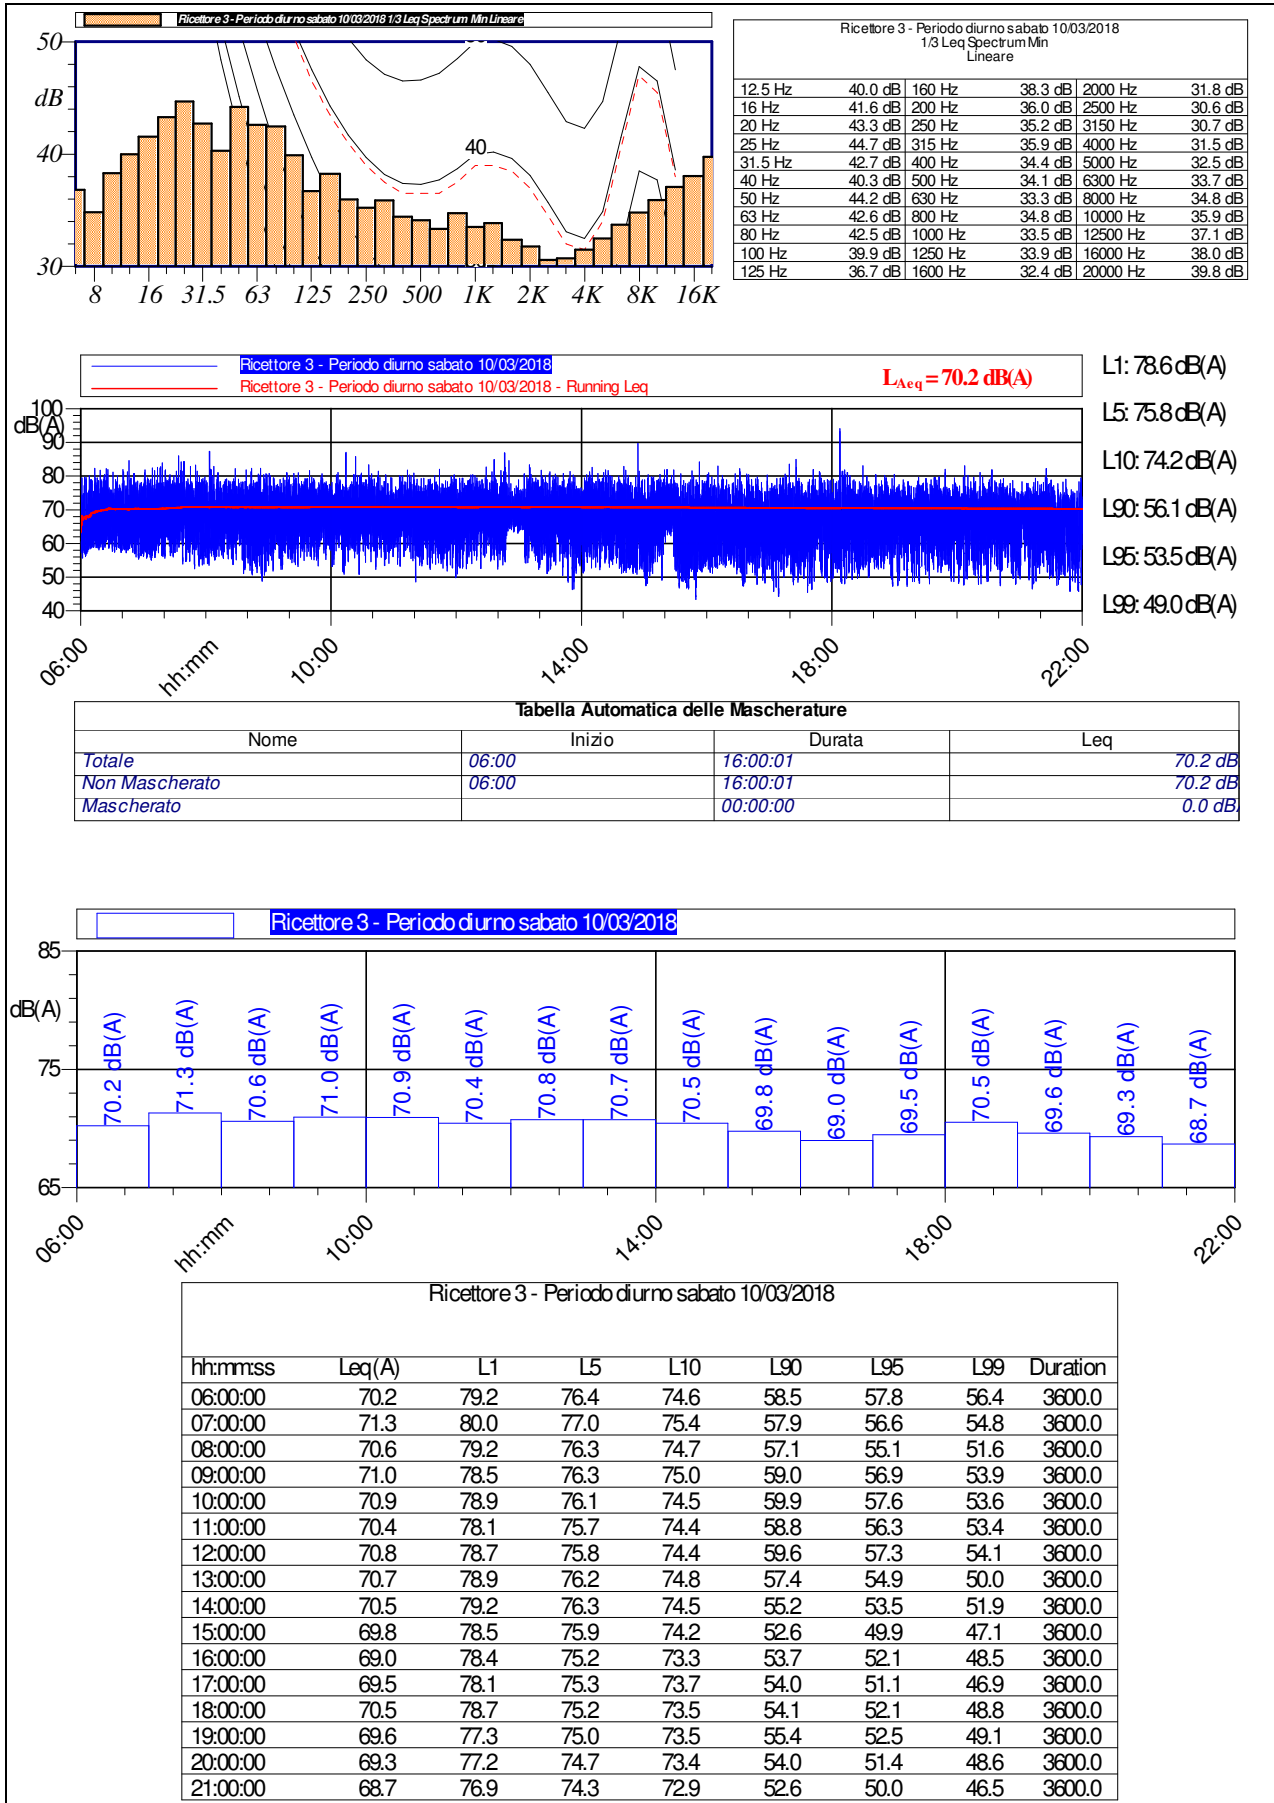 Ricettore 3 - Periodo diurno sabato 10/03/2018 1/3 Leq Spectrum Min Lineare
50
dB
40
30
40
8 16 31.5 63 125 250 500 1K 2K 4K 8K 16K
Ricettore 3 - Periodo diurno sabato 10/03/2018
1/3 Leq Spectrum Min
Lineare
12.5 Hz 40.0 dB 160 Hz 38.3 dB 2000 Hz 31.8 dB
16 Hz 41.6 dB 200 Hz 36.0 dB 2500 Hz 30.6 dB
20 Hz 43.3 dB 250 Hz 35.2 dB 3150 Hz 30.7 dB
25 Hz 44.7 dB 315 Hz 35.9 dB 4000 Hz 31.5 dB
31.5 Hz 42.7 dB 400 Hz 34.4 dB 5000 Hz 32.5 dB
40 Hz 40.3 dB 500 Hz 34.1 dB 6300 Hz 33.7 dB
50 Hz 44.2 dB 630 Hz 33.3 dB 8000 Hz 34.8 dB
63 Hz 42.6 dB 800 Hz 34.8 dB 10000 Hz 35.9 dB
80 Hz 42.5 dB 1000 Hz 33.5 dB 12500 Hz 37.1 dB
100 Hz 39.9 dB 1250 Hz 33.9 dB 16000 Hz 38.0 dB
125 Hz 36.7 dB 1600 Hz 32.4 dB 20000 Hz 39.8 dB
Ricettore 3 - Periodo diurno sabato 10/03/2018
Ricettore 3 - Periodo diurno sabato 10/03/2018 - Running Leq
LAeq = 70.2 dB(A)
L1: 78.6 dB(A)
L5: 75.8 dB(A)
L10: 74.2 dB(A)
L90: 56.1 dB(A)
L95: 53.5 dB(A)
L99: 49.0 dB(A)
100
dB(A)
90
80
70
60
50
40
06:00 hh:mm 10:00 14:00 18:00 22:00
Tabella Automatica delle Mascherature
Nome Inizio Durata Leq
Totale 06:00 16:00:01 70.2 dB
Non Mascherato 06:00 16:00:01 70.2 dB
Mascherato 00:00:00 0.0 dB
Ricettore 3 - Periodo diurno sabato 10/03/2018
85
dB(A)
75
65
70.2 dB(A) 71.3 dB(A) 70.6 dB(A) 71.0 dB(A) 70.9 dB(A) 70.4 dB(A) 70.8 dB(A) 70.7 dB(A) 70.5 dB(A) 69.8 dB(A) 69.0 dB(A) 69.5 dB(A) 70.5 dB(A) 69.6 dB(A) 69.3 dB(A) 68.7 dB(A)
06:00 hh:mm 10:00 14:00 18:00 22:00
Ricettore 3 - Periodo diurno sabato 10/03/2018
hh:mm:ss Leq(A) L1 L5 L10 L90 L95 L99 Duration
06:00:00 70.2 79.2 76.4 74.6 58.5 57.8 56.4 3600.0
07:00:00 71.3 80.0 77.0 75.4 57.9 56.6 54.8 3600.0
08:00:00 70.6 79.2 76.3 74.7 57.1 55.1 51.6 3600.0
09:00:00 71.0 78.5 76.3 75.0 59.0 56.9 53.9 3600.0
10:00:00 70.9 78.9 76.1 74.5 59.9 57.6 53.6 3600.0
11:00:00 70.4 78.1 75.7 74.4 58.8 56.3 53.4 3600.0
12:00:00 70.8 78.7 75.8 74.4 59.6 57.3 54.1 3600.0
13:00:00 70.7 78.9 76.2 74.8 57.4 54.9 50.0 3600.0
14:00:00 70.5 79.2 76.3 74.5 55.2 53.5 51.9 3600.0
15:00:00 69.8 78.5 75.9 74.2 52.6 49.9 47.1 3600.0
16:00:00 69.0 78.4 75.2 73.3 53.7 52.1 48.5 3600.0
17:00:00 69.5 78.1 75.3 73.7 54.0 51.1 46.9 3600.0
18:00:00 70.5 78.7 75.2 73.5 54.1 52.1 48.8 3600.0
19:00:00 69.6 77.3 75.0 73.5 55.4 52.5 49.1 3600.0
20:00:00 69.3 77.2 74.7 73.4 54.0 51.4 48.6 3600.0
21:00:00 68.7 76.9 74.3 72.9 52.6 50.0 46.5 3600.0